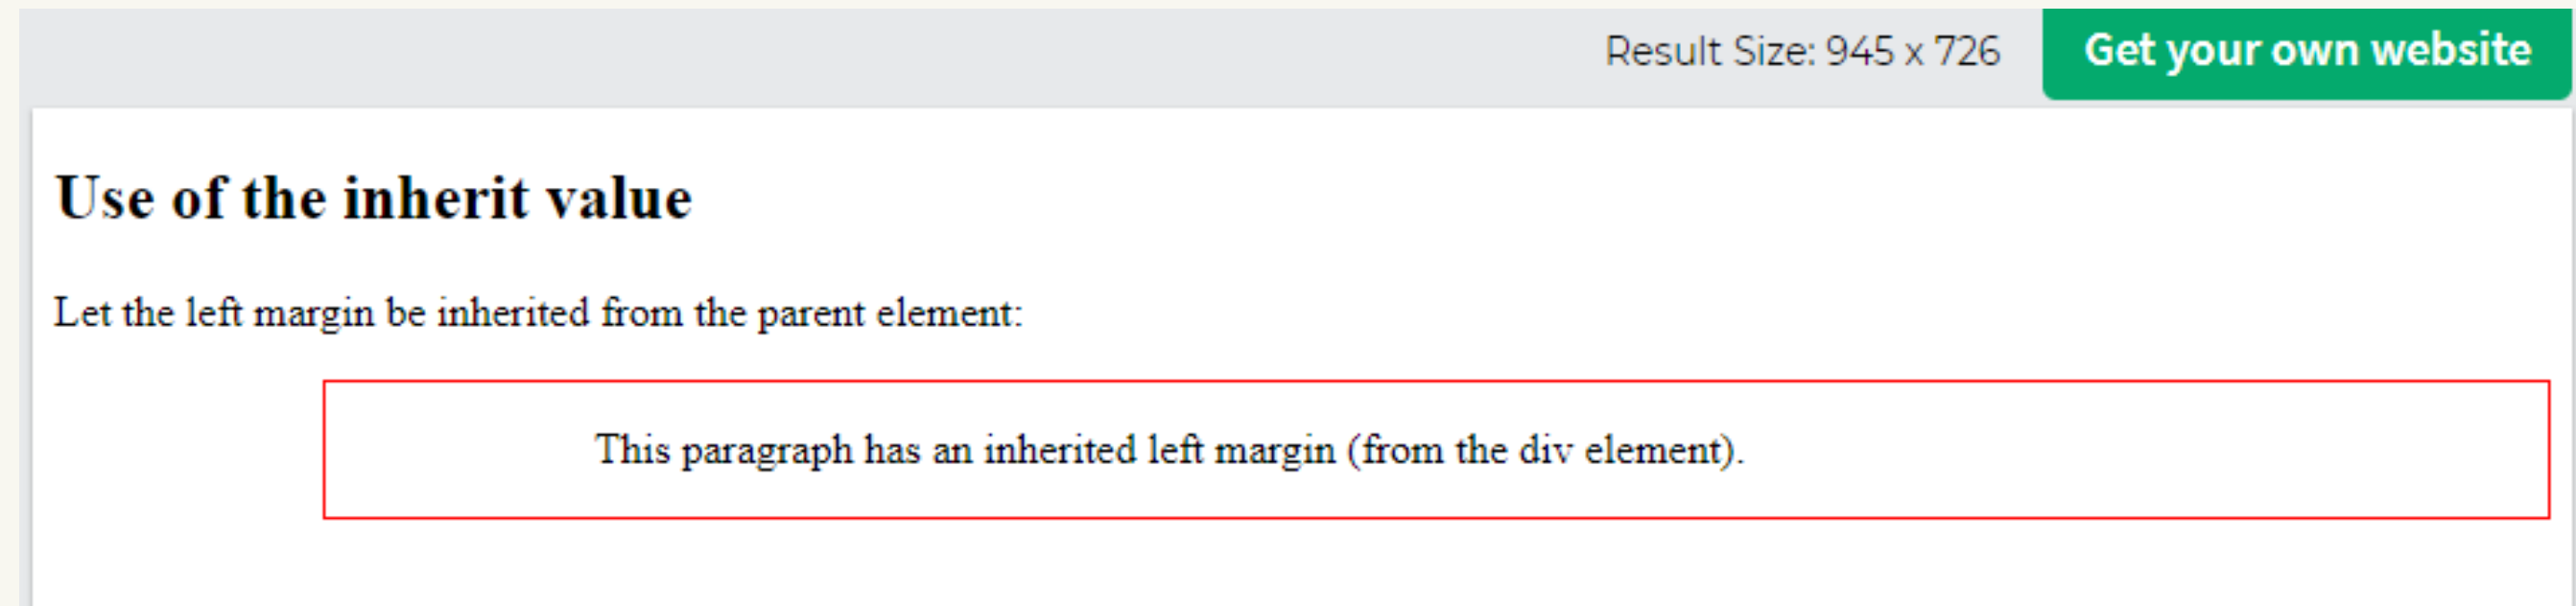 Result Size: 945 x 726
Get your own website
Use of the inherit value
Let the left margin be inherited from the parent element:
This paragraph has an inherited left margin (from the div element).